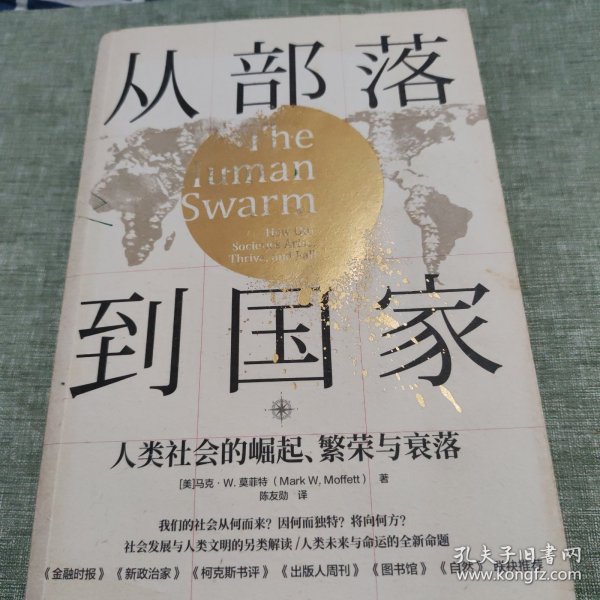 从部落
The
Human
Swarm
How Our
Societies Arise,
Thrive, and Fall
到国家
人类社会的崛起、繁荣与衰落
[美]马克·W.莫菲特（Mark W. Moffett） 著
陈友勋 译
我们的社会从何而来？因何而独特？将向何方？
社会发展与人类文明的另类解读/人类未来与命运的全新命题
《金融时报》《新政治家》《柯克斯书评》《出版人周刊》《图书馆》《自然》 联袂推荐
孔夫子旧书网